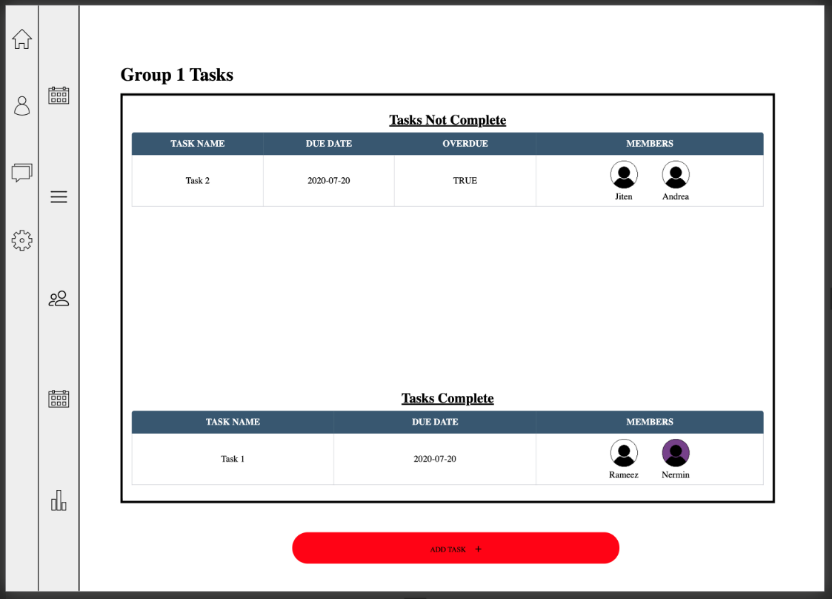 Group 1 Tasks
Tasks Not Complete
TASK NAME DUE DATE OVERDUE MEMBERS
Task 2 2020-07-20 TRUE
Jiten Andrea
Tasks Complete
TASK NAME DUE DATE MEMBERS
Task 1 2020-07-20
Rameez Nermin
ADD TASK +